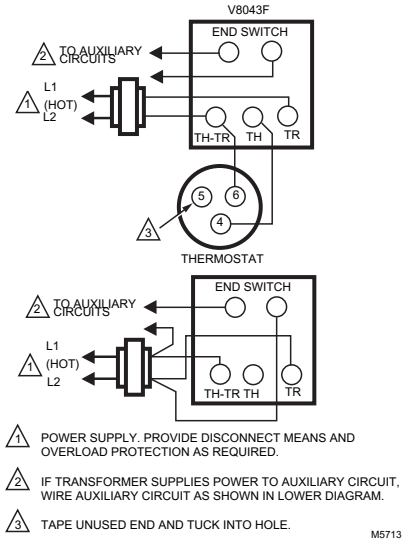 V8043F
END SWITCH
2 TO AUXILIARY
CIRCUITS
L1
1 (HOT)
L2
TH-TR TH TR
5 6
4
3
THERMOSTAT
END SWITCH
2 TO AUXILIARY
CIRCUITS
L1
1 (HOT)
L2
TH-TR TH TR
1 POWER SUPPLY. PROVIDE DISCONNECT MEANS AND
OVERLOAD PROTECTION AS REQUIRED.
2 IF TRANSFORMER SUPPLIES POWER TO AUXILIARY CIRCUIT,
WIRE AUXILIARY CIRCUIT AS SHOWN IN LOWER DIAGRAM.
3 TAPE UNUSED END AND TUCK INTO HOLE.
M5713